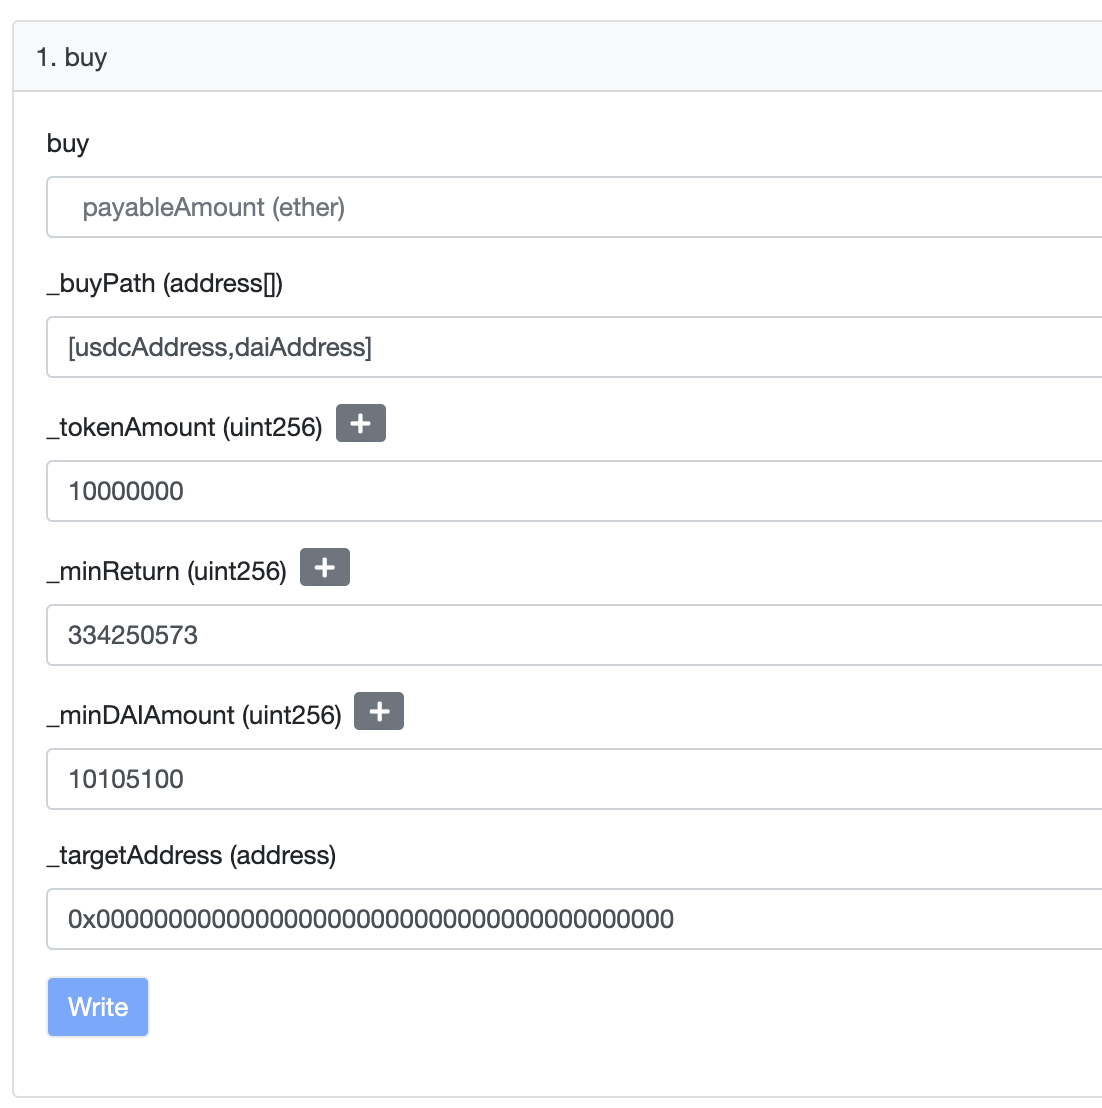 1. buy
buy
payableAmount (ether)
_buyPath (address[])
[usdcAddress,daiAddress]
_tokenAmount (uint256) +
10000000
_minReturn (uint256) +
334250573
_minDAIAmount (uint256) +
10105100
_targetAddress (address)
0x0000000000000000000000000000000000000000
Write